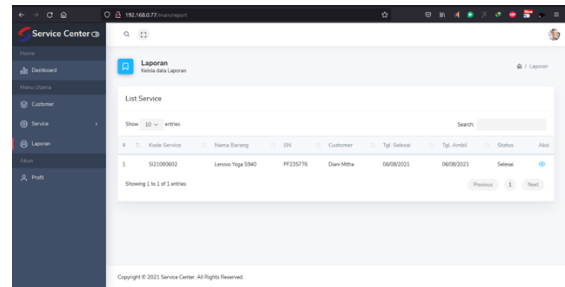 192.168.0.77/main/report
Service Center
Home
Dashboard
Menu Utama
Customer
Service
Laporan
Akun
Profil
Laporan
Kelola data Laporan
/ Laporan
List Service
Show 10 entries
Search:
# Kode Service Nama Barang SN Customer Tgl. Selesai Tgl. Ambil Status Aksi
1 SI21080602 Lenovo Yoga S940 PF235776 Diani Mitha 06/08/2021 06/08/2021 Selesai
Showing 1 to 1 of 1 entries
Previous 1 Next
Copyright © 2021 Service Center. All Rights Reserved.